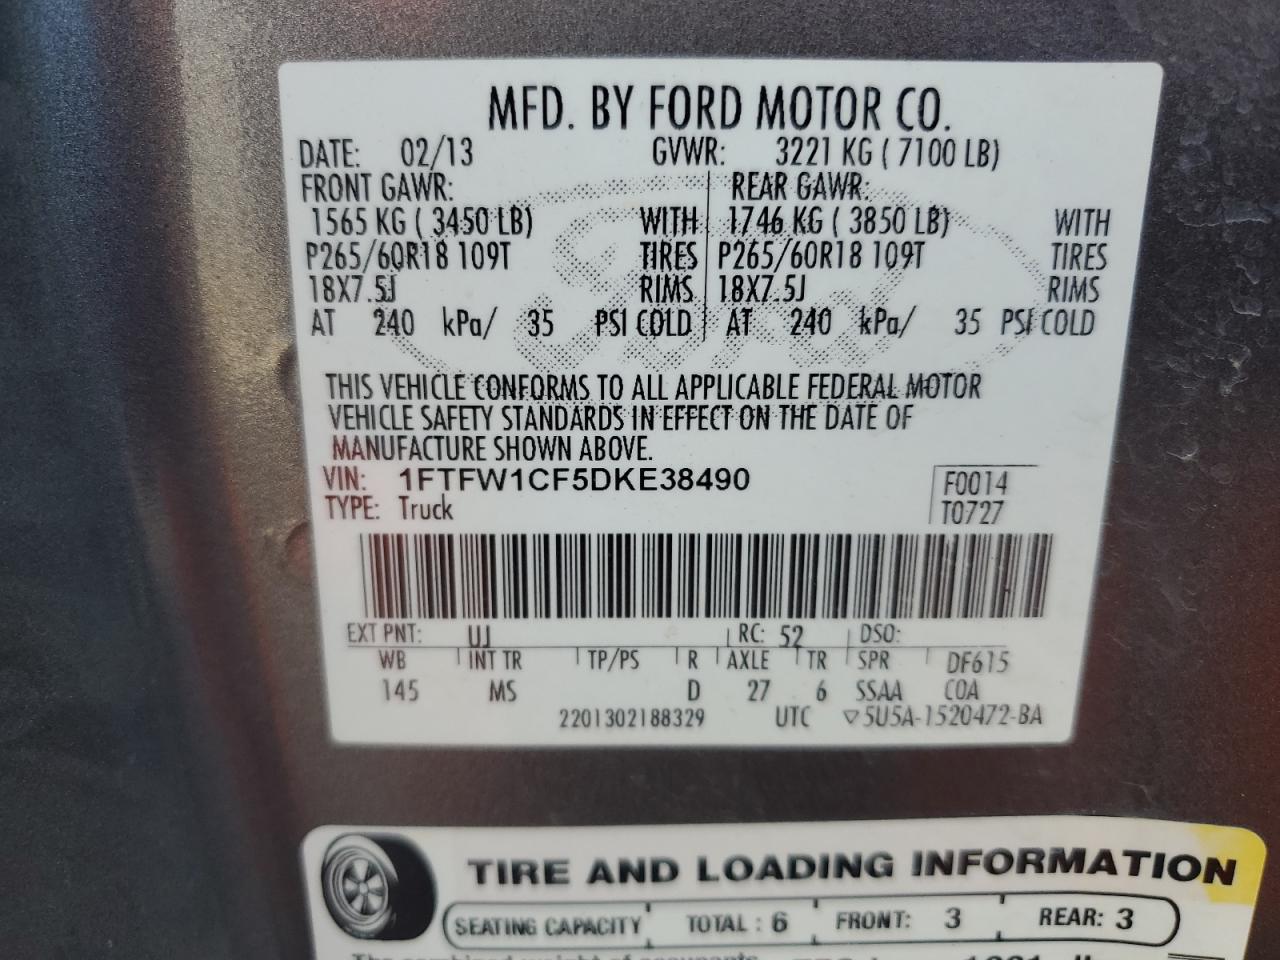 MFD. BY FORD MOTOR CO.
DATE: 02/13 GVWR: 3221 KG ( 7100 LB)
FRONT GAWR: REAR GAWR:
1565 KG ( 3450 LB) WITH 1746 KG ( 3850 LB) WITH
P265/60R18 109T TIRES P265/60R18 109T TIRES
18X7.5J RIMS 18X7.5J RIMS
AT 240 kPa/ 35 PSI COLD AT 240 kPa/ 35 PSI COLD
THIS VEHICLE CONFORMS TO ALL APPLICABLE FEDERAL MOTOR
VEHICLE SAFETY STANDARDS IN EFFECT ON THE DATE OF
MANUFACTURE SHOWN ABOVE.
VIN: 1FTFW1CF5DKE38490 F0014
TYPE: Truck T0727
EXT PNT: UJ RC: 52 DSO:
WB INT TR TP/PS R AXLE TR SPR DF615
145 MS D 27 6 SSAA COA
2201302188329 UTC ▽5U5A-1520472-BA
TIRE AND LOADING INFORMATION
SEATING CAPACITY TOTAL : 6 FRONT: 3 REAR: 3